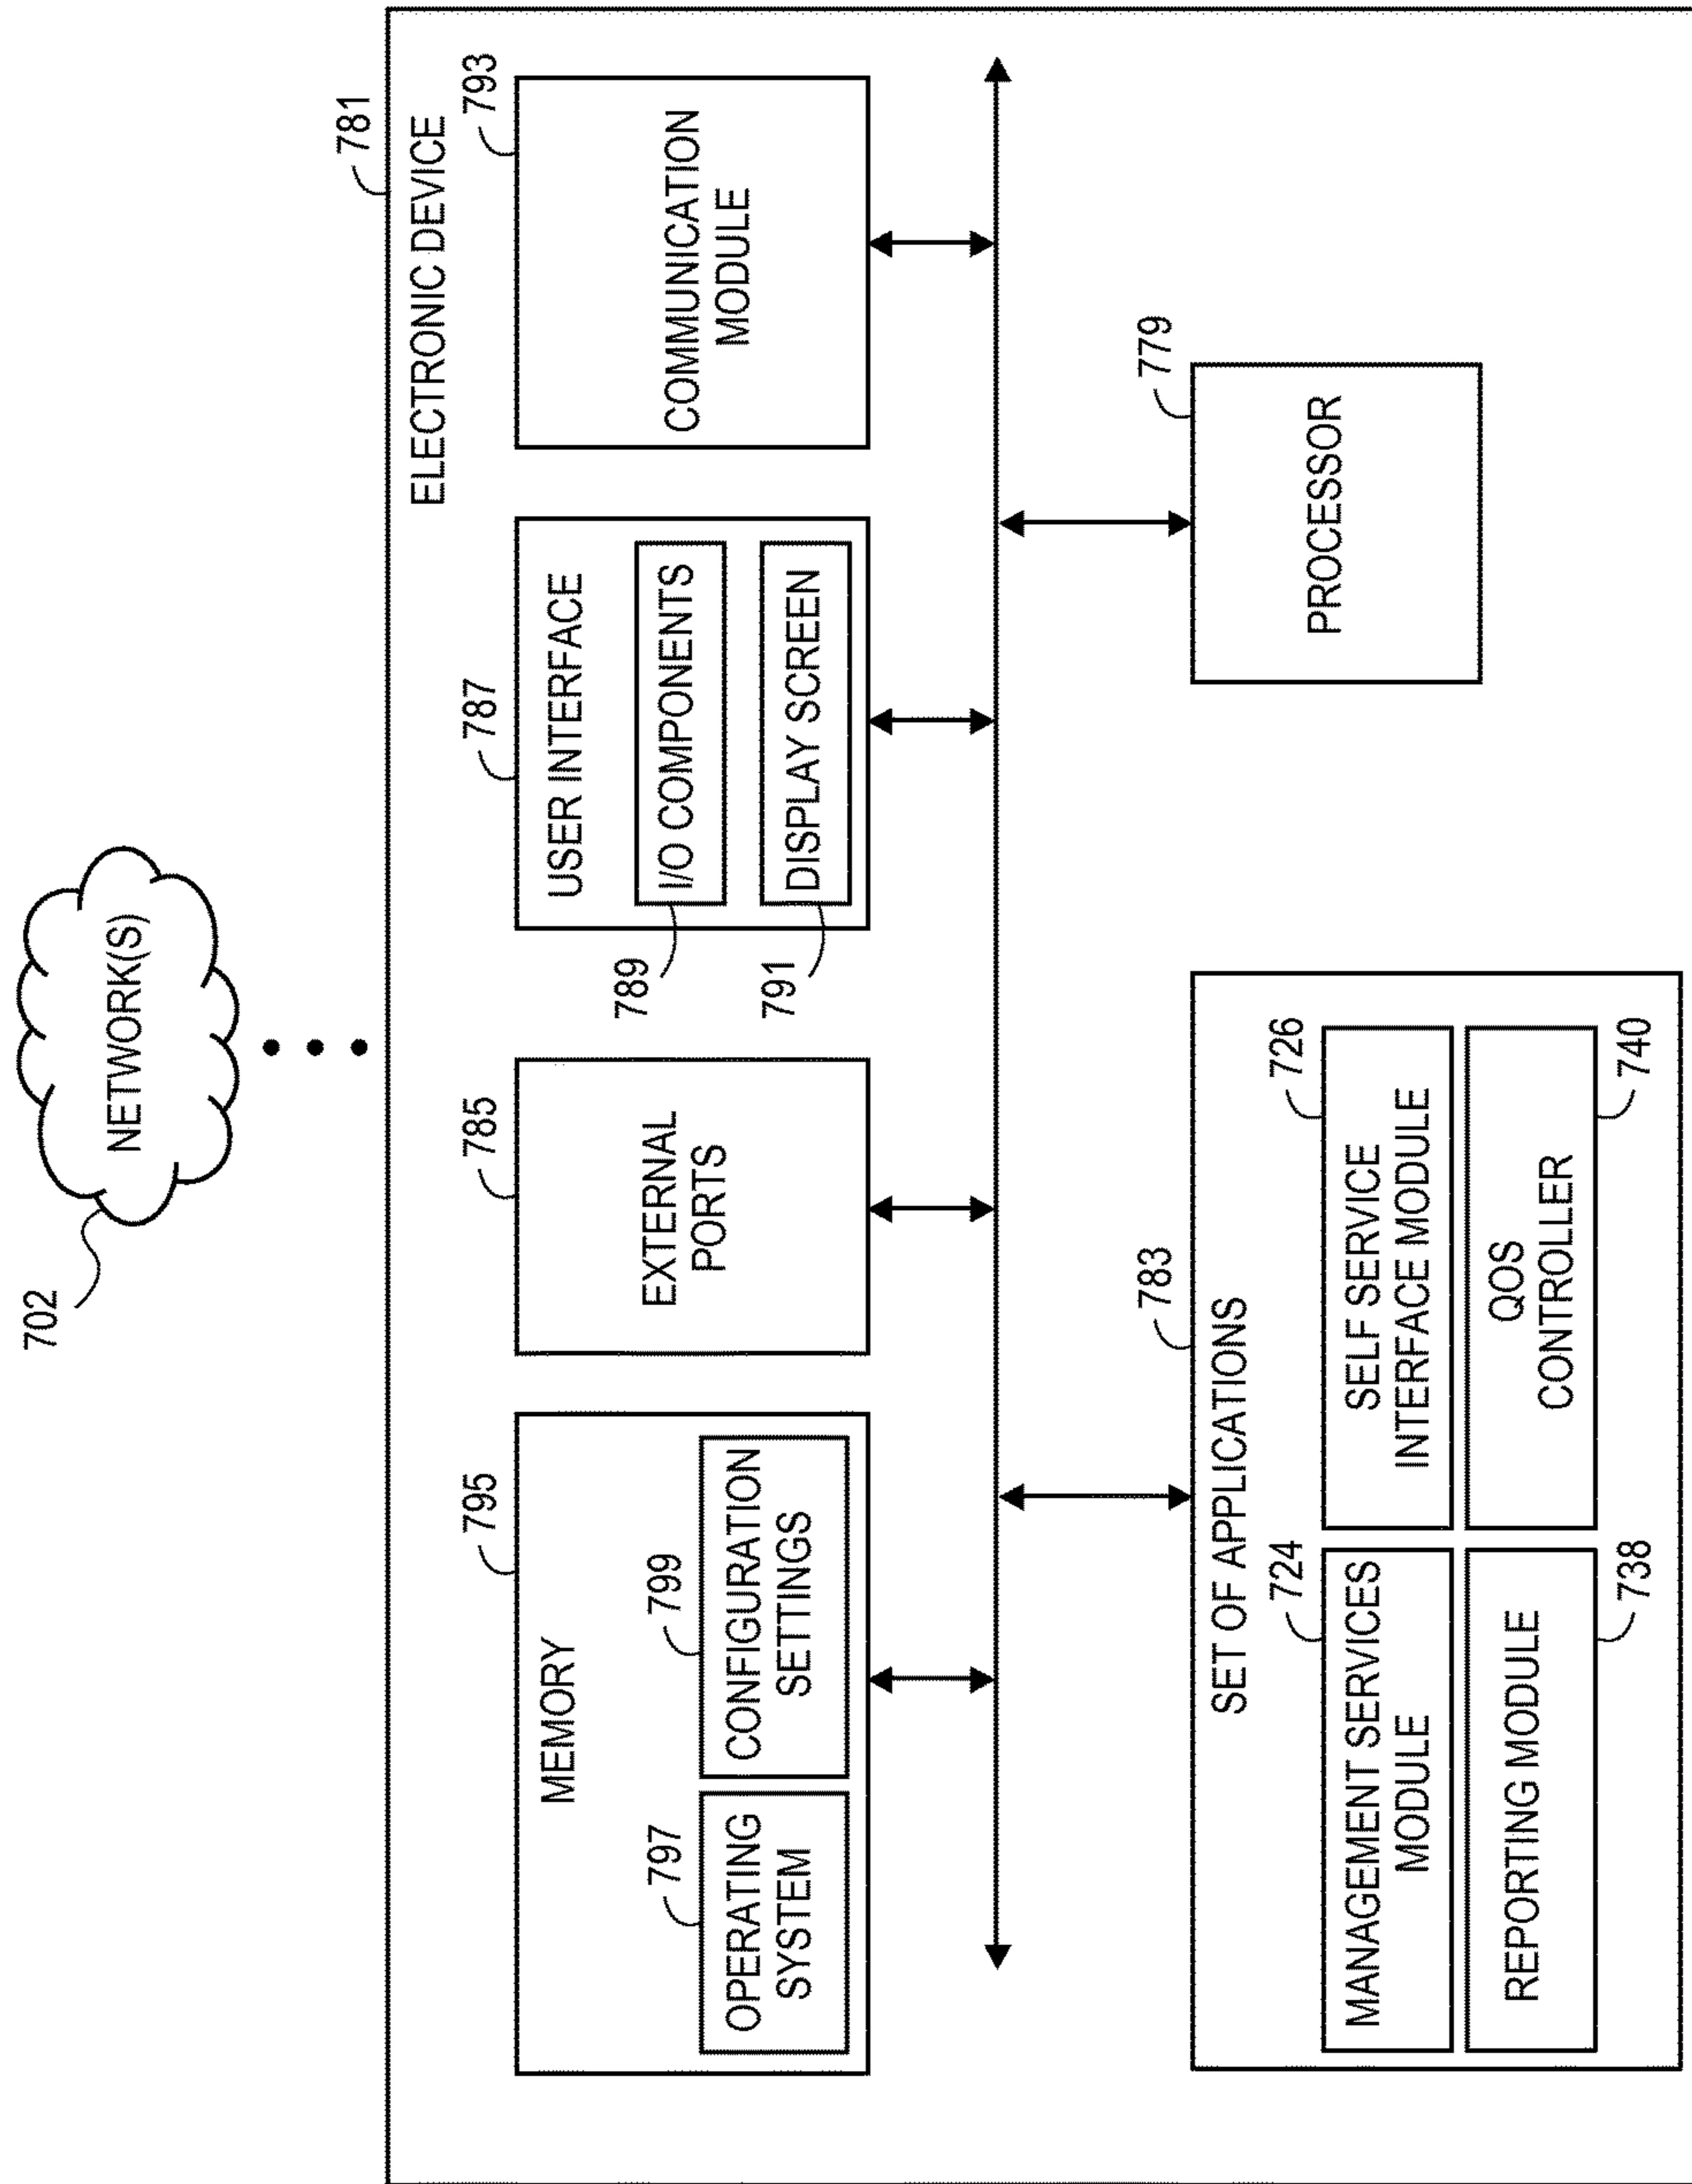 NETWORK(S)
702
781
ELECTRONIC DEVICE
795
MEMORY
797
OPERATING
SYSTEM
799
CONFIGURATION
SETTINGS
785
EXTERNAL
PORTS
787
USER INTERFACE
789
I/O COMPONENTS
791
DISPLAY SCREEN
793
COMMUNICATION
MODULE
783
SET OF APPLICATIONS
724
MANAGEMENT SERVICES
MODULE
726
SELF SERVICE
INTERFACE MODULE
REPORTING MODULE
738
QOS
CONTROLLER
740
779
PROCESSOR